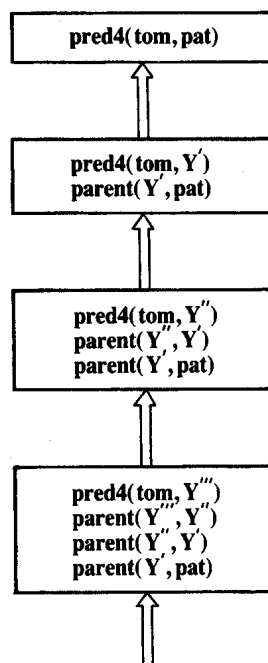 pred4(tom,pat)
pred4(tom,Y')
parent(Y',pat)
pred4(tom,Y'')
parent(Y'',Y')
parent(Y',pat)
pred4(tom,Y''')
parent(Y''',Y'')
parent(Y'',Y')
parent(Y',pat)